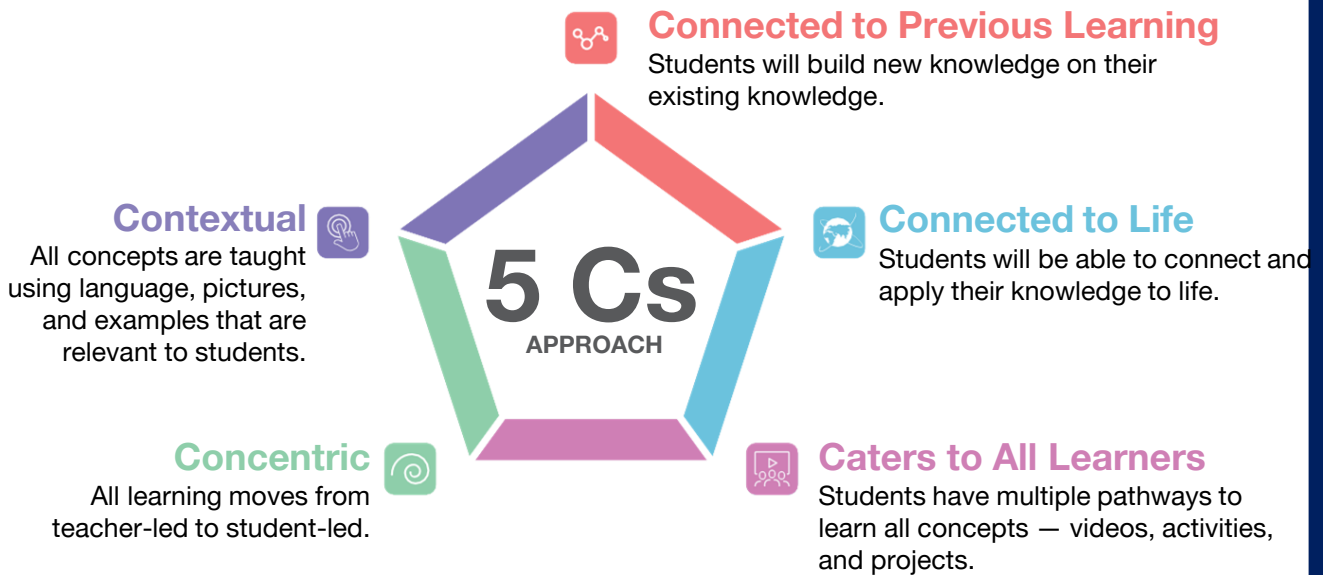 Connected to Previous Learning
Students will build new knowledge on their
existing knowledge.
Contextual
All concepts are taught
using language, pictures,
and examples that are
relevant to students.
5 Cs
APPROACH
Connected to Life
Students will be able to connect and
apply their knowledge to life.
Concentric
All learning moves from
teacher-led to student-led.
Caters to All Learners
Students have multiple pathways to
learn all concepts — videos, activities,
and projects.